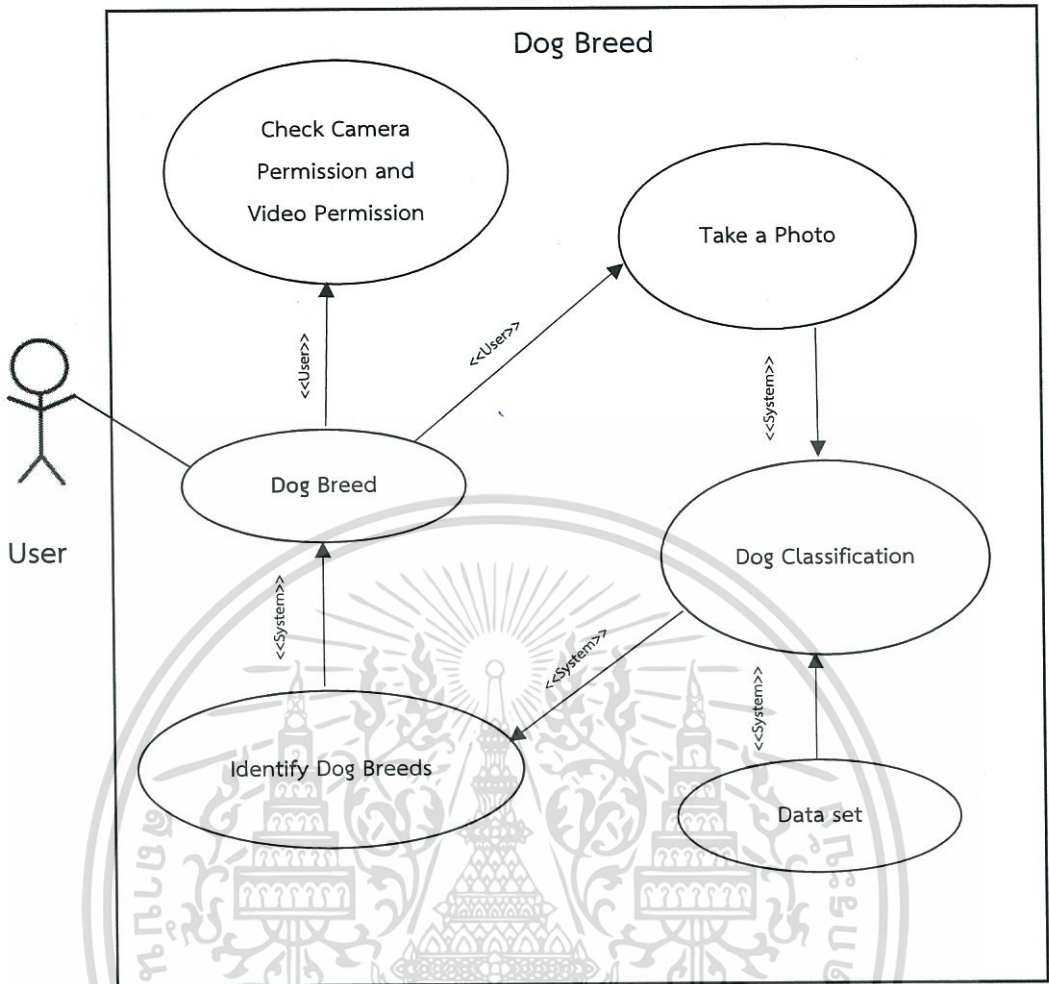 Dog Breed
Check Camera
Permission and
Video Permission
Take a Photo
<<User>>
<<User>>
<<System>>
User
Dog Breed
Dog Classification
<<System>>
<<System>>
<<System>>
Identify Dog Breeds
Data set